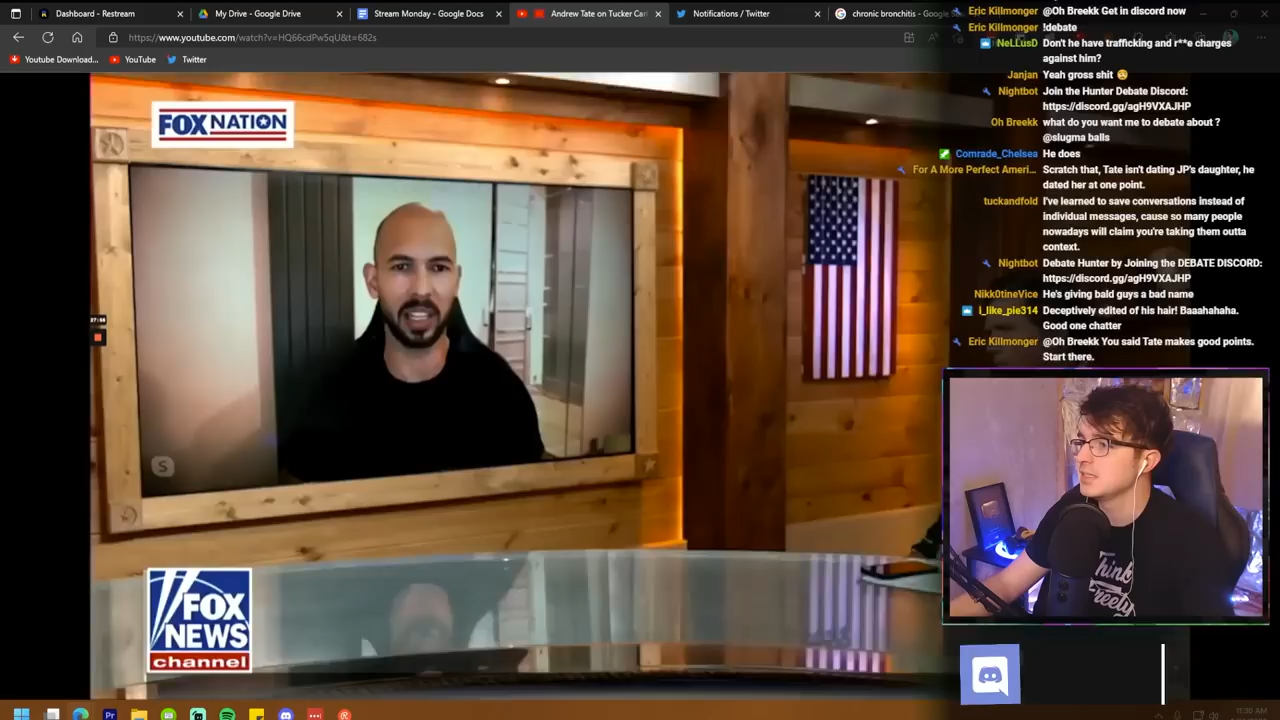 Dashboard - Restream
My Drive - Google Drive
Stream Monday - Google Docs
Andrew Tate on Tucker Carl
Notifications / Twitter
chronic bronchitis - Google
https://www.youtube.com/watch?v=HQ66cdPw5qU&t=682s
Youtube Download...
YouTube
Twitter
FOX NATION
S
FOX
NEWS
channel
Eric Killmonger @Oh Breekk Get in discord now
Eric Killmonger !debate
NeLLusD Don't he have trafficking and r**e charges
against him?
Janjan Yeah gross shit
Nightbot Join the Hunter Debate Discord:
https://discord.gg/agH9VXAJHP
Oh Breekk what do you want me to debate about ?
@slugma balls
Comrade_Chelsea He does
For A More Perfect Ameri... Scratch that, Tate isn't dating JP's daughter, he
dated her at one point.
tuckandfold I've learned to save conversations instead of
individual messages, cause so many people
nowadays will claim you're taking them outta
context.
Nightbot Debate Hunter by Joining the DEBATE DISCORD:
https://discord.gg/agH9VXAJHP
Nikk0tineVice He's giving bald guys a bad name
i_like_pie314 Deceptively edited of his hair! Baaahahaha.
Good one chatter
Eric Killmonger @Oh Breekk You said Tate makes good points.
Start there.
Think
Freely
11:30 AM